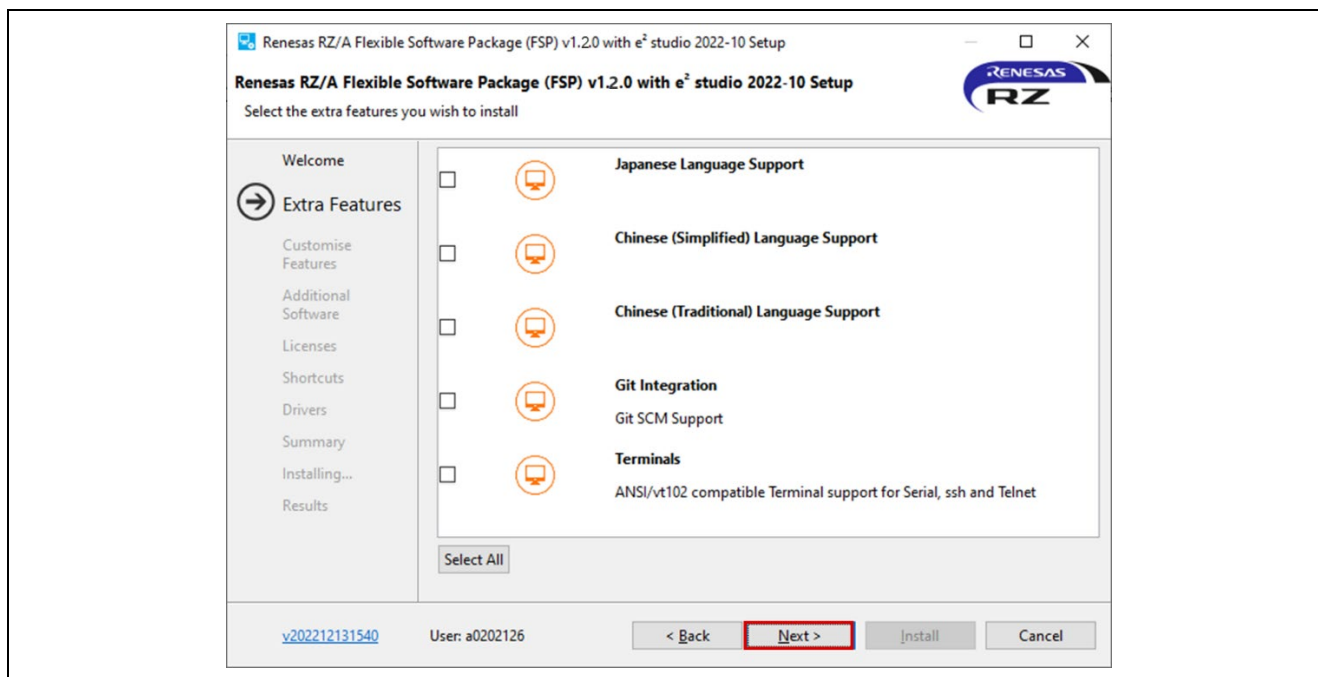 Renesas RZ/A Flexible Software Package (FSP) v1.2.0 with e² studio 2022-10 Setup
Renesas RZ/A Flexible Software Package (FSP) v1.2.0 with e² studio 2022-10 Setup
Select the extra features you wish to install
RENESAS
RZ
Welcome
Extra Features
Customise
Features
Additional
Software
Licenses
Shortcuts
Drivers
Summary
Installing...
Results
Japanese Language Support
Chinese (Simplified) Language Support
Chinese (Traditional) Language Support
Git Integration
Git SCM Support
Terminals
ANSI/vt102 compatible Terminal support for Serial, ssh and Telnet
Select All
v202212131540
User: a0202126
< Back
Next >
Install
Cancel